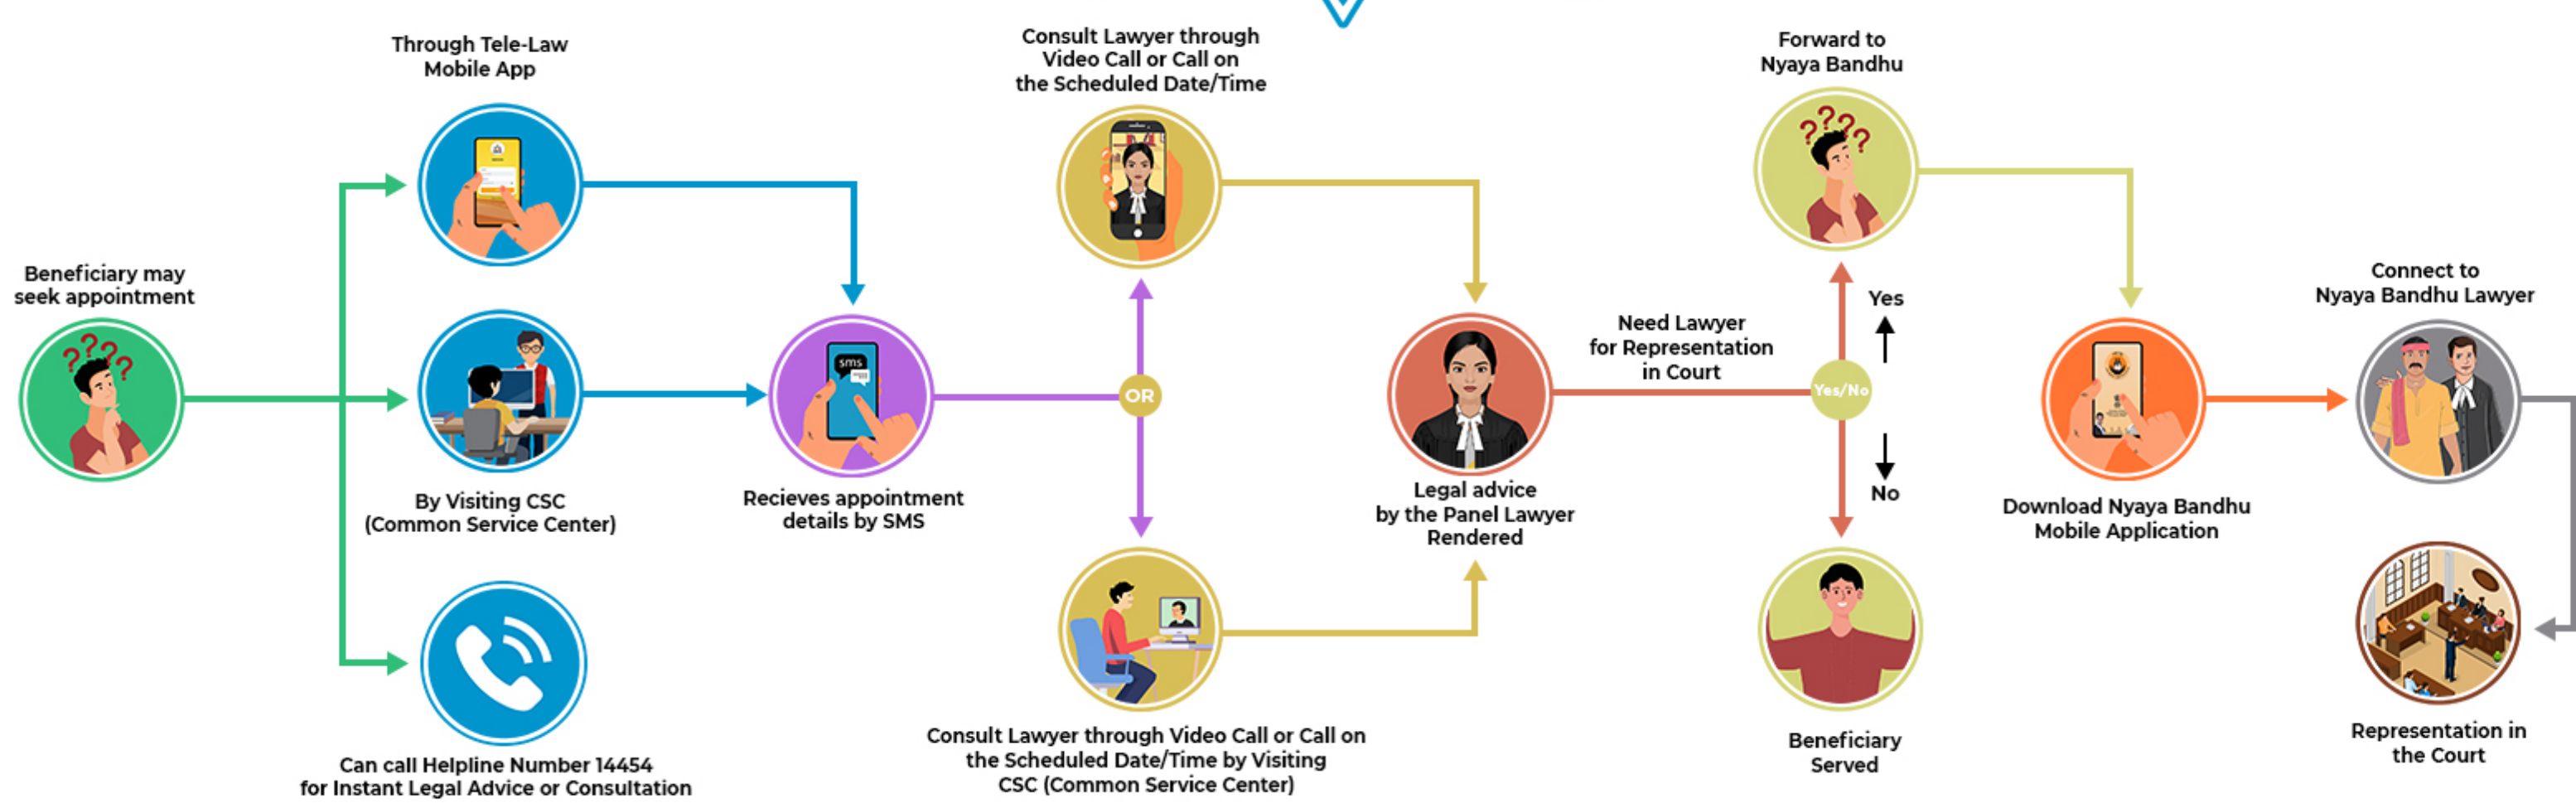 Beneficiary may
seek appointment
Through Tele-Law
Mobile App
By Visiting CSC
(Common Service Center)
Can call Helpline Number 14454
for Instant Legal Advice or Consultation
sms
Recieves appointment
details by SMS
Consult Lawyer through
Video Call or Call on
the Scheduled Date/Time
OR
Consult Lawyer through Video Call or Call on
the Scheduled Date/Time by Visiting
CSC (Common Service Center)
Legal advice
by the Panel Lawyer
Rendered
Need Lawyer
for Representation
in Court
Yes/No
Yes
No
Forward to
Nyaya Bandhu
Beneficiary
Served
Download Nyaya Bandhu
Mobile Application
Connect to
Nyaya Bandhu Lawyer
Representation in
the Court